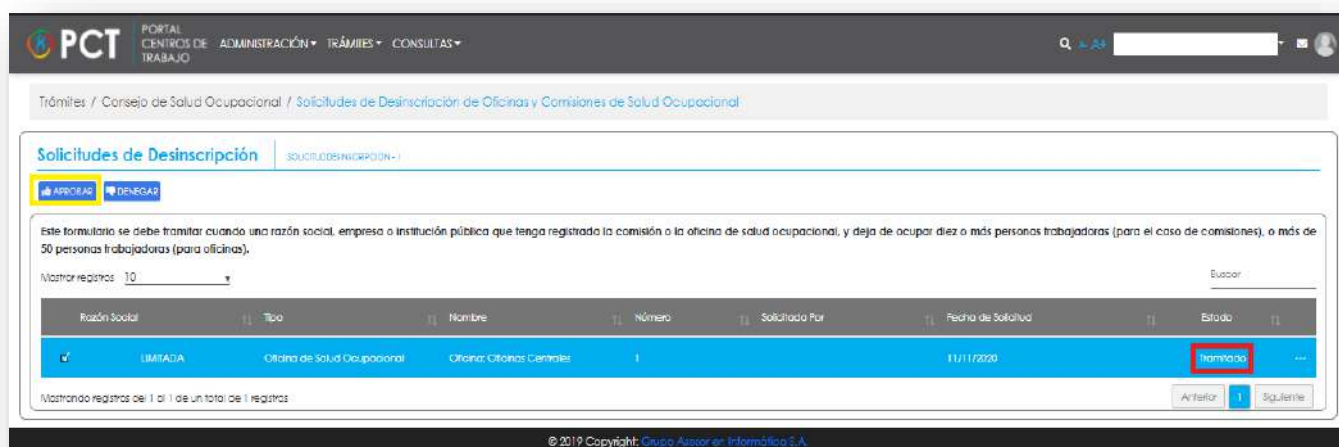 PCT
PORTAL
CENTROS DE
TRABAJO
ADMINISTRACIÓN TRÁMITES CONSULTAS
A+
Trámites / Consejo de Salud Ocupacional / Solicitudes de Desinscripción de Oficinas y Comisiones de Salud Ocupacional
Solicitudes de Desinscripción
APROBAR DENEGAR
Este formulario se debe tramitar cuando una razón social, empresa o institución pública que tenga registrada la comisión o la oficina de salud ocupacional, y deja de ocupar diez o más personas trabajadoras (para el caso de comisiones), o más de
50 personas trabajadoras (para oficinas).
Mostrar registros 10
Buscar
Razón Social Tipo Nombre Número Solicitada Por Fecha de Solicitud Estado
LIMITADA Oficina de Salud Ocupacional Oficina: Oficinas Centrales 1 11/11/2020 Tramitado ...
Mostrando registros del 1 al 1 de un total de 1 registros
Anterior 1 Siguiente
© 2019 Copyright: Grupo Asesor en Informática S.A.